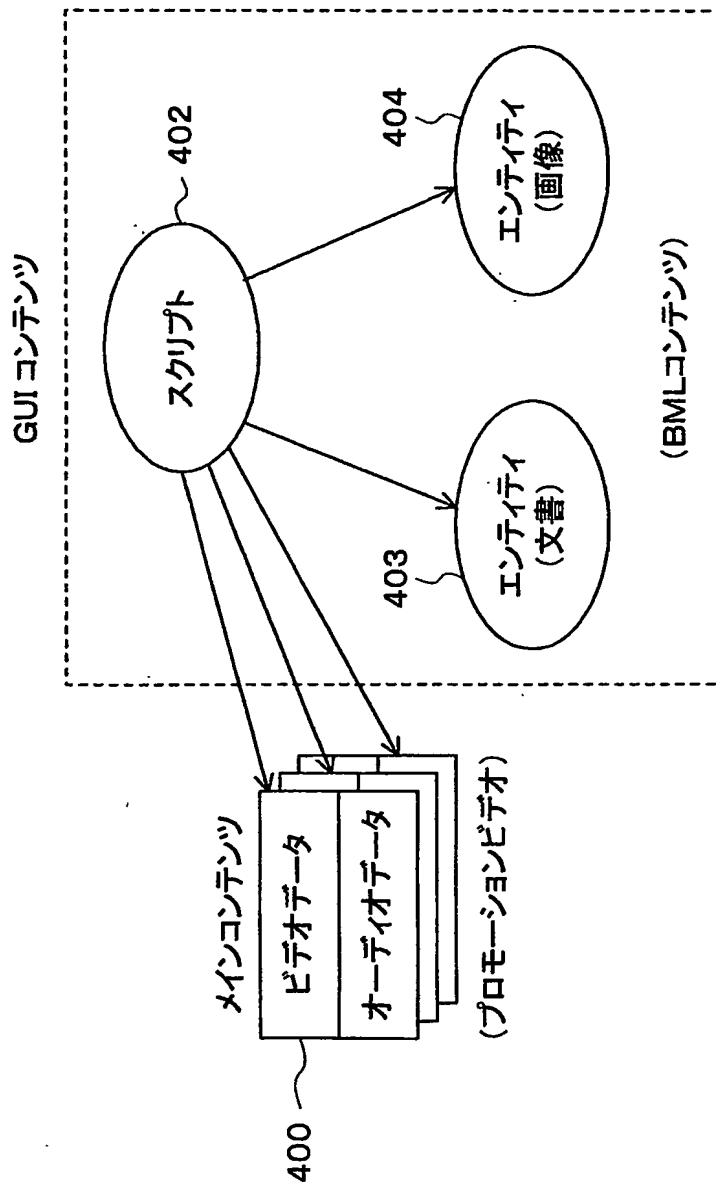 GUI コンテンツ
スクリプト
402
メインコンテンツ
ビデオデータ
オーディオデータ
400
(プロモーションビデオ)
403
エンティティ
(文書)
404
エンティティ
(画像)
(BMLコンテンツ)